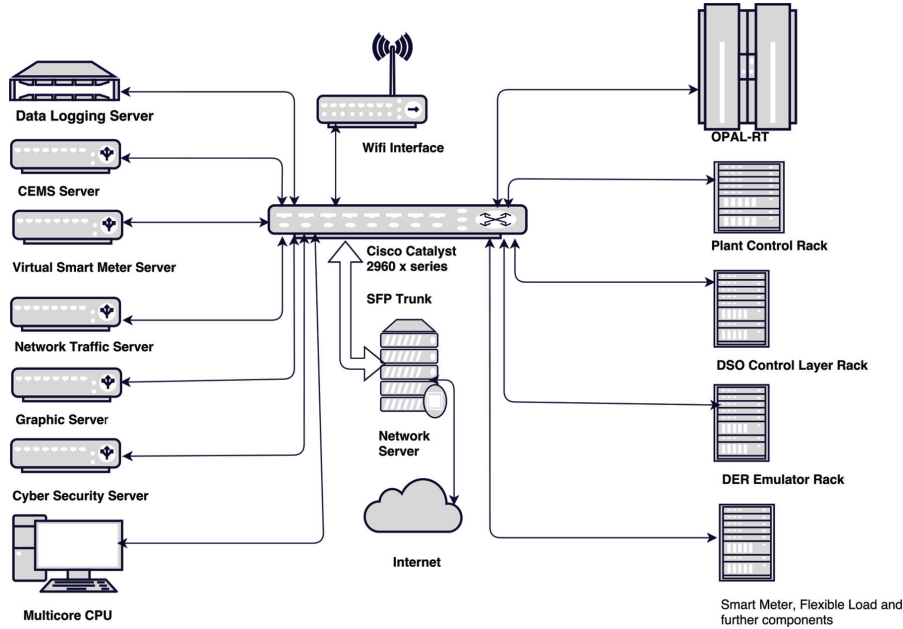 Data Logging Server
CEMS Server
Virtual Smart Meter Server
Network Traffic Server
Graphic Server
Cyber Security Server
Multicore CPU
Wifi Interface
Cisco Catalyst
2960 x series
SFP Trunk
Network
Server
Internet
OPAL-RT
Plant Control Rack
DSO Control Layer Rack
DER Emulator Rack
Smart Meter, Flexible Load and
further components